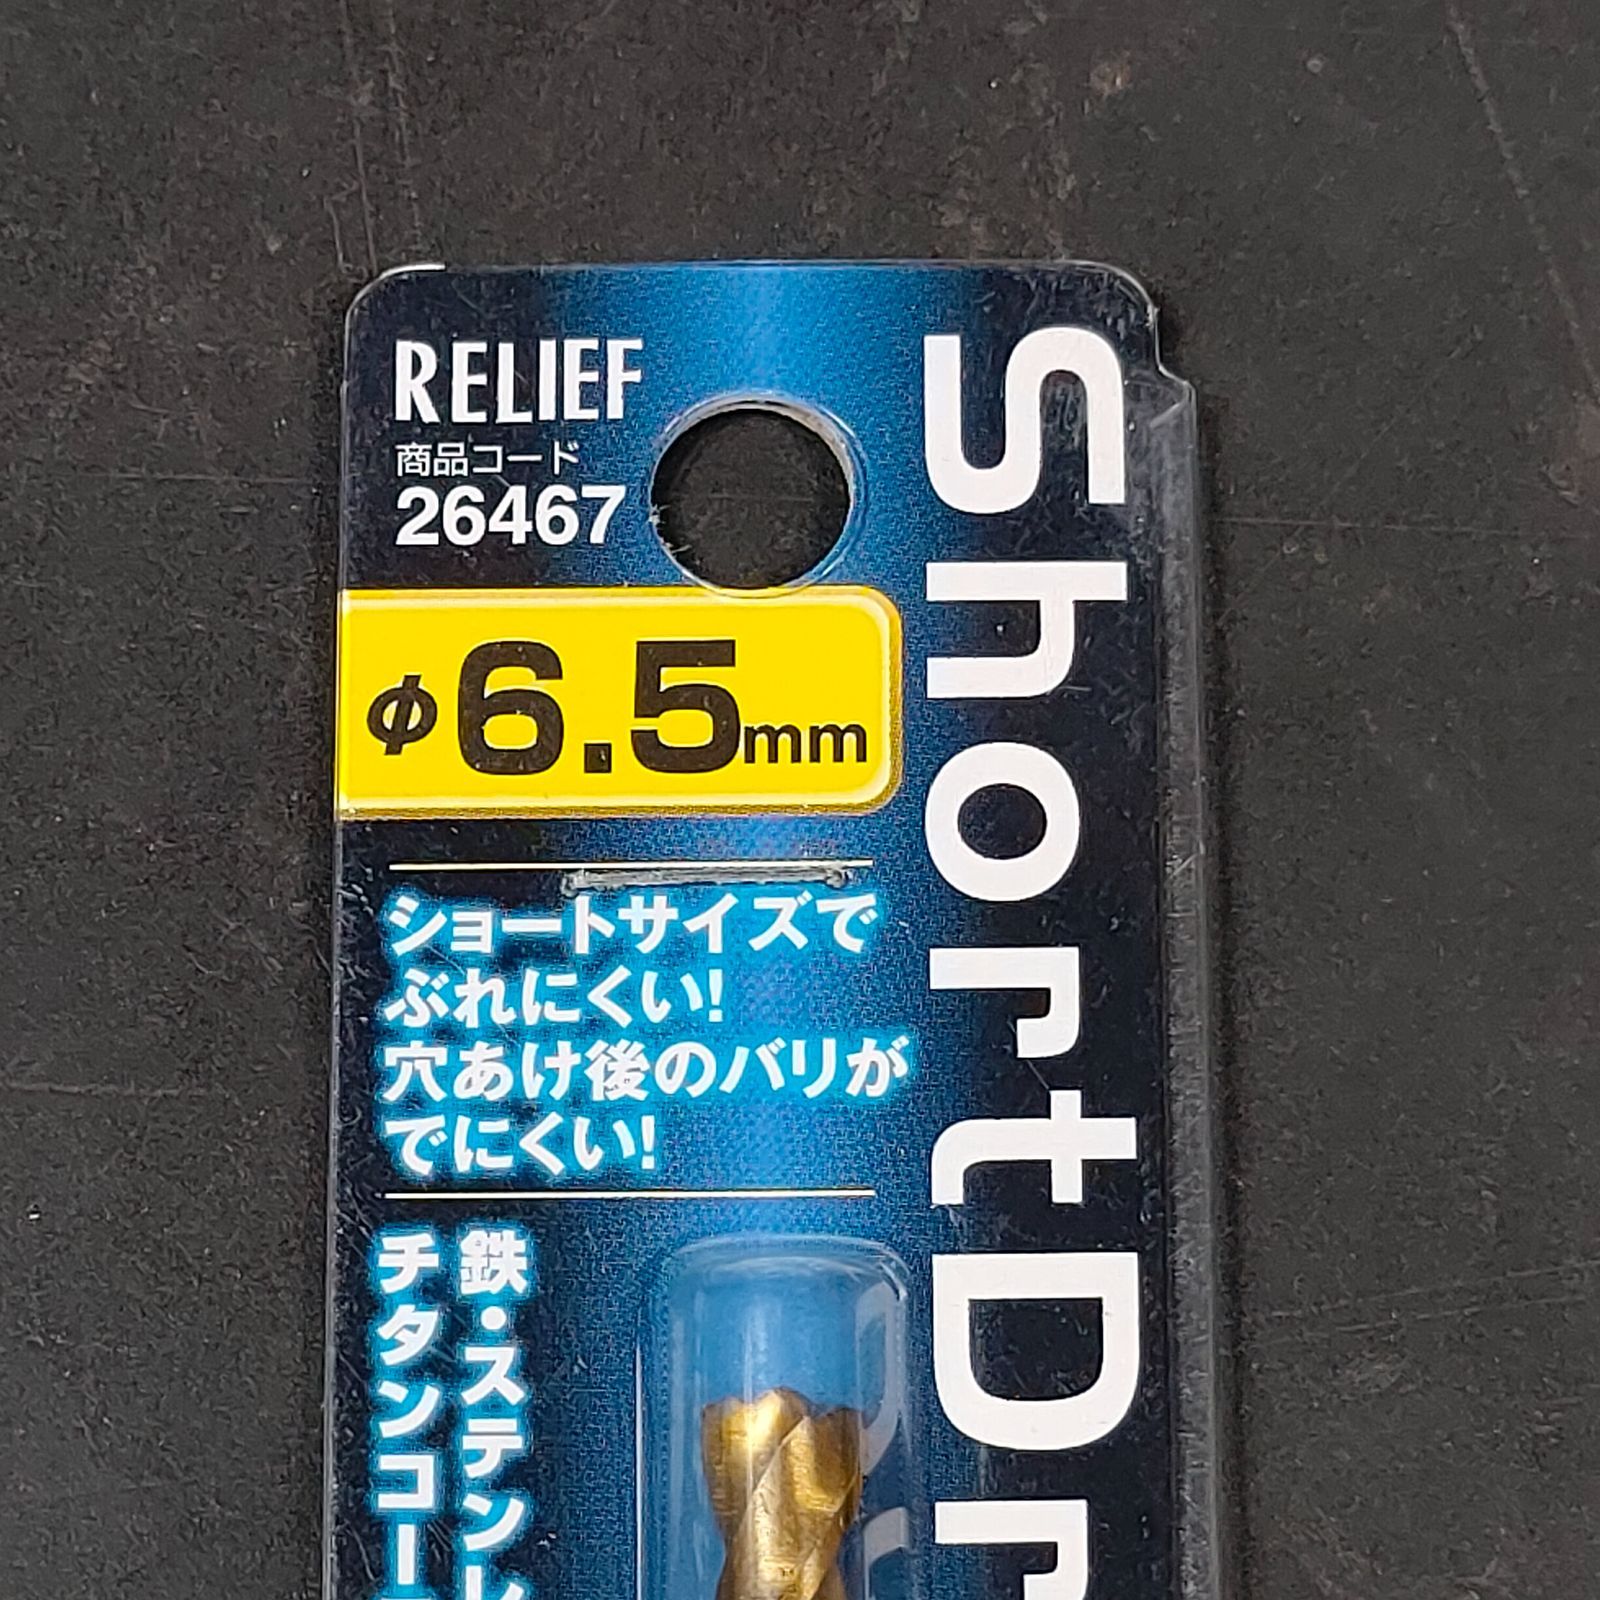 RELIEF
商品コード
26467
φ6.5mm
ショートサイズで
ぶれにくい!
穴あけ後のバリが
でにくい!
鉄・ステンレ
チタンコー
ShortDr